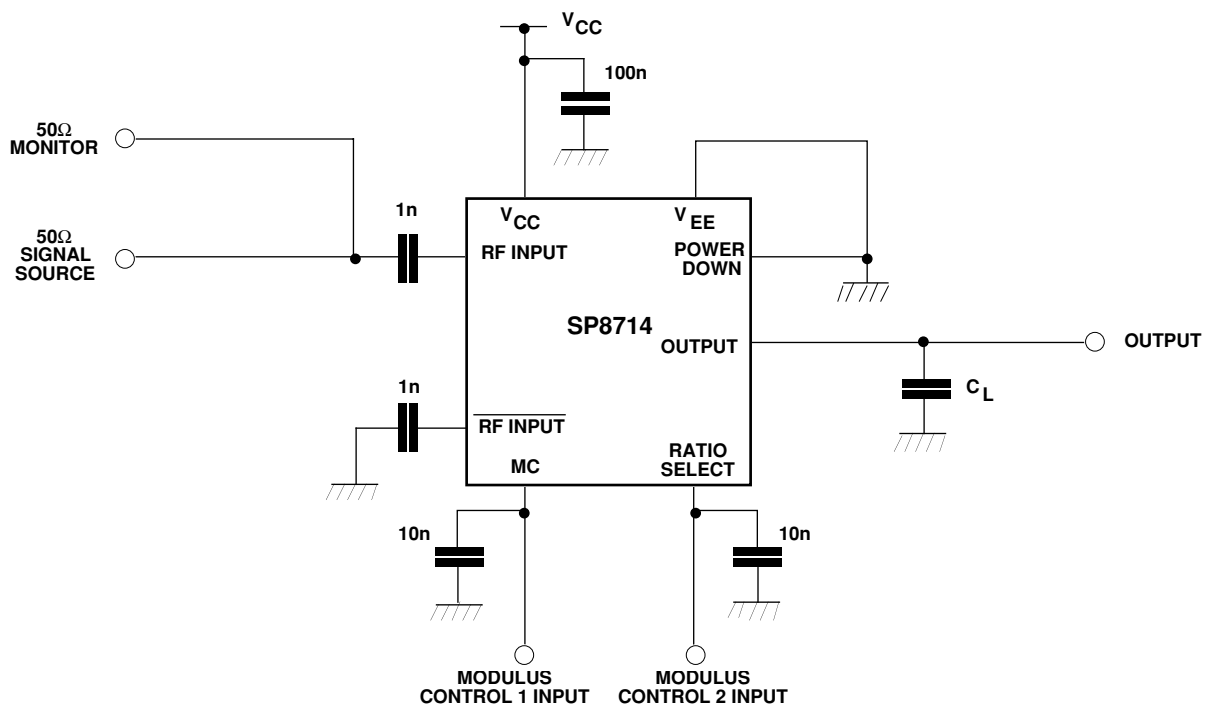 VCC
100n
50Ω
MONITOR
1n
VCC
VEE
50Ω
SIGNAL
SOURCE
RF INPUT
POWER
DOWN
SP8714
OUTPUT
OUTPUT
1n
CL
RF INPUT
RATIO
SELECT
MC
10n
10n
MODULUS
CONTROL 1 INPUT
MODULUS
CONTROL 2 INPUT